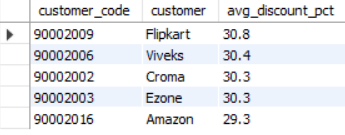 customer_code customer avg_discount_pct
90002009 Flipkart 30.8
90002006 Viveks 30.4
90002002 Croma 30.3
90002003 Ezone 30.3
90002016 Amazon 29.3